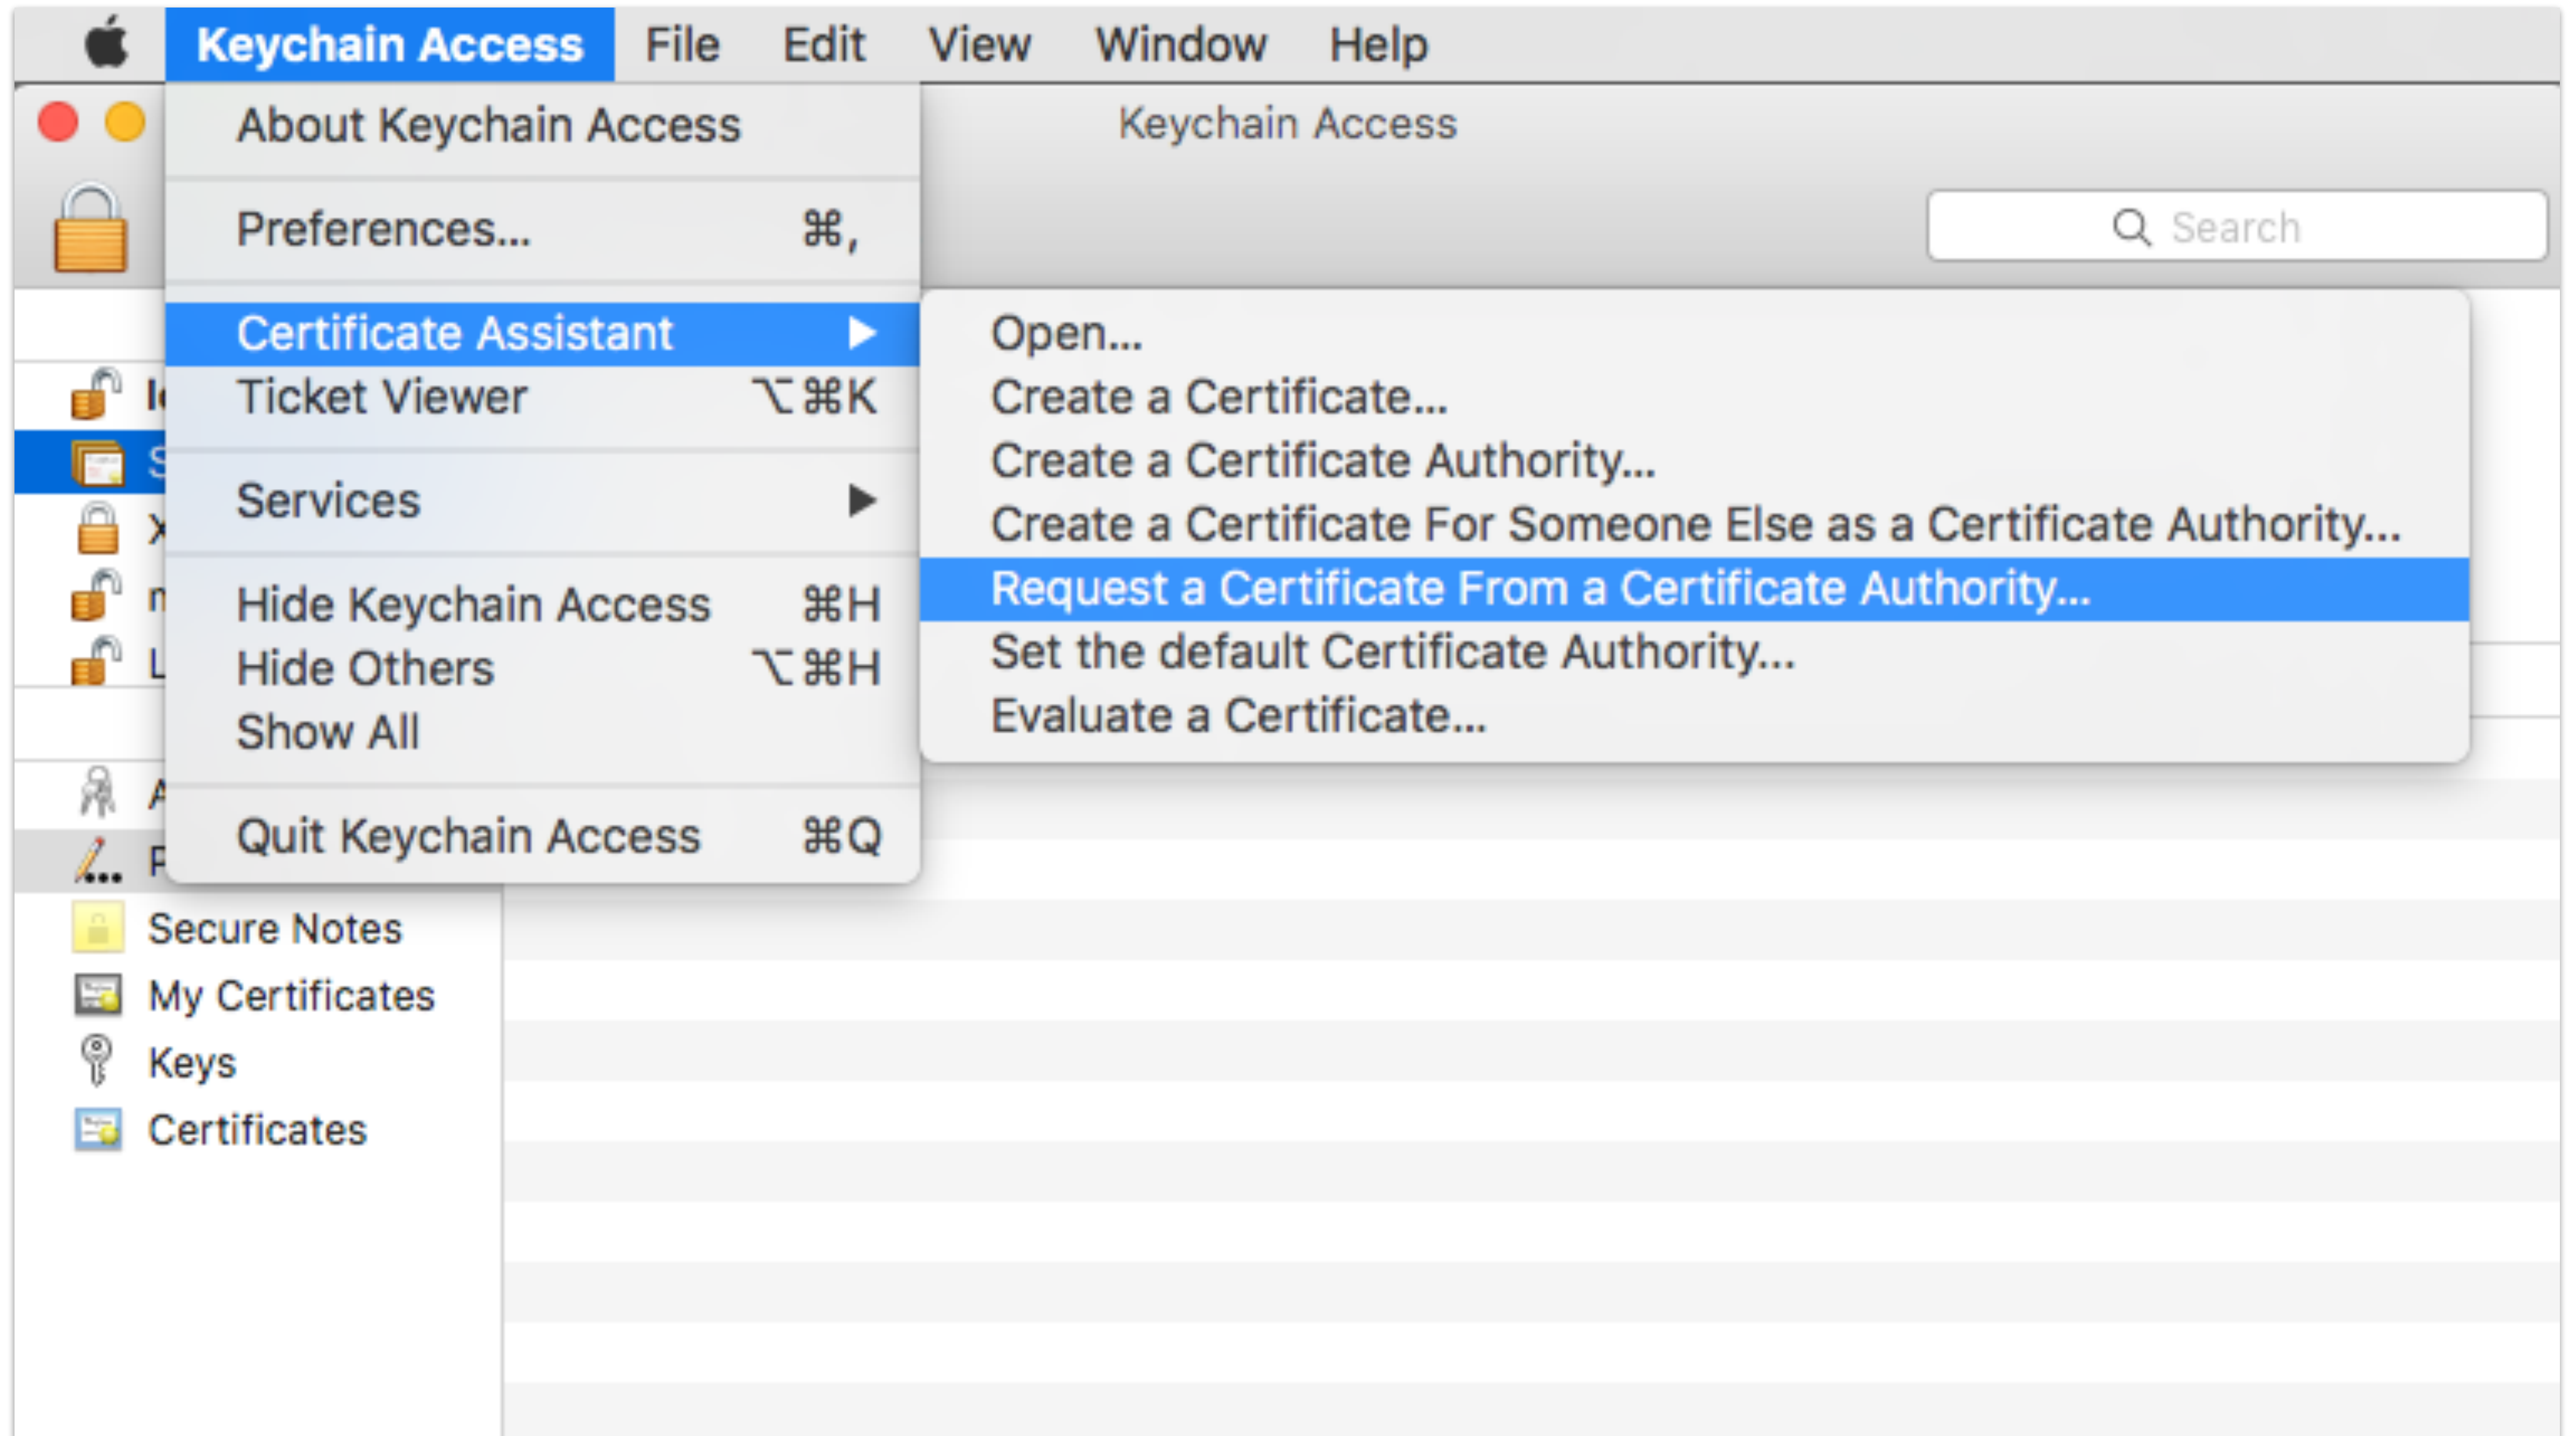 Keychain Access File Edit View Window Help
Keychain Access
Search
About Keychain Access
Preferences... ⌘,
Certificate Assistant ▶
Ticket Viewer ⌥⌘K
Services ▶
Hide Keychain Access ⌘H
Hide Others ⌥⌘H
Show All
Quit Keychain Access ⌘Q
Open...
Create a Certificate...
Create a Certificate Authority...
Create a Certificate For Someone Else as a Certificate Authority...
Request a Certificate From a Certificate Authority...
Set the default Certificate Authority...
Evaluate a Certificate...
Secure Notes
My Certificates
Keys
Certificates